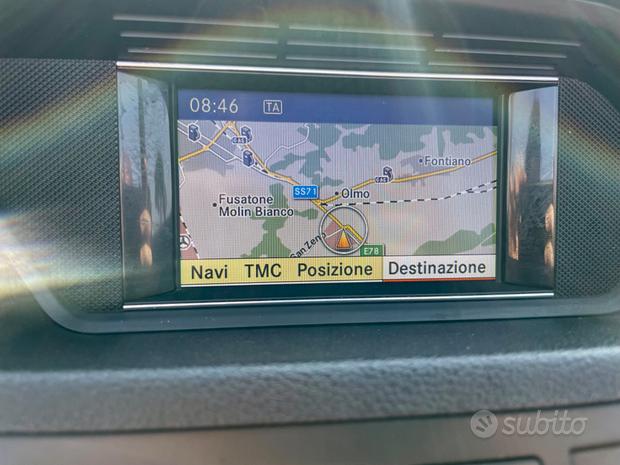 08:46 TA
Fontiano
SS71
Olmo
Fusatone
Molin Bianco
San Zeno
E78
Navi TMC Posizione Destinazione
subito